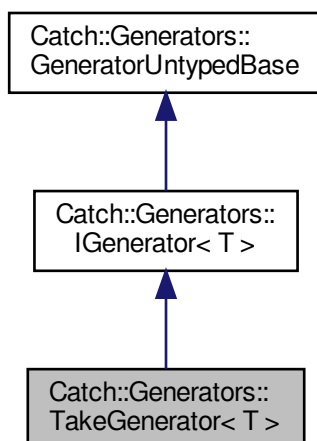 Catch::Generators::
GeneratorUntypedBase
Catch::Generators::
IGenerator< T >
Catch::Generators::
TakeGenerator< T >